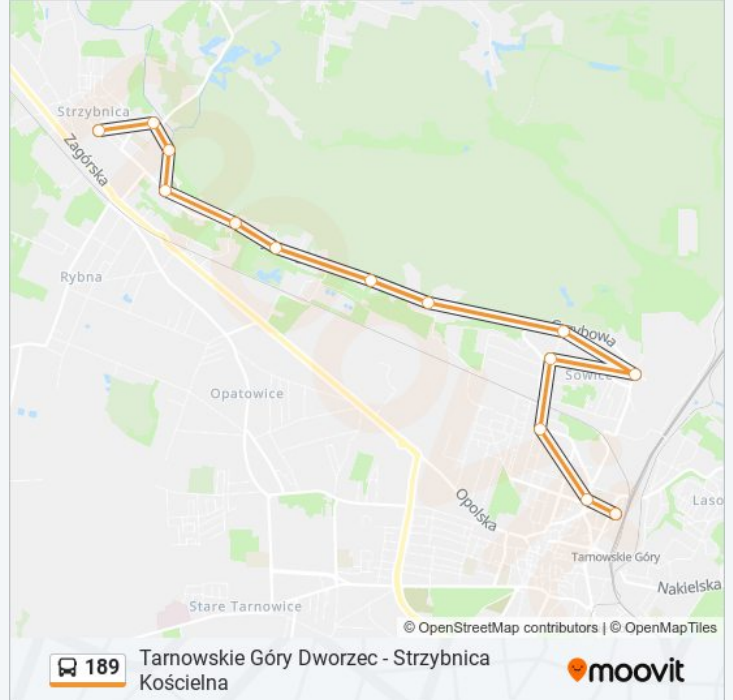 Strzybnica
Zagórska
Rybna
Opatowice
Sowice
Opolska
Laso
Tarnowskie Góry
Nakielska
Stare Tarnowice
© OpenStreetMap contributors | © OpenMapTiles
189
Tarnowskie Góry Dworzec - Strzybnica
Kościelna
moovit